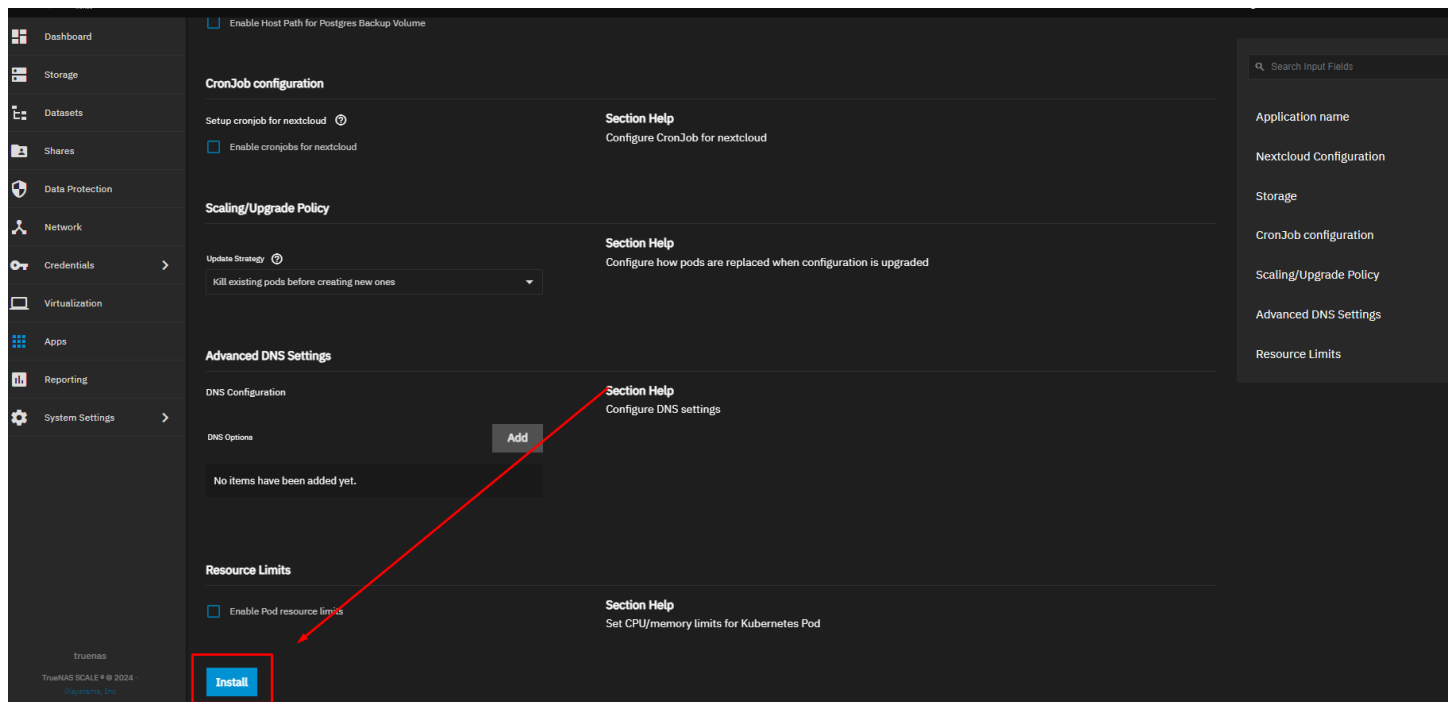 Enable Host Path for Postgres Backup Volume
Dashboard
Storage
Datasets
Shares
Data Protection
Network
Credentials
Virtualization
Apps
Reporting
System Settings
truenas
TrueNAS SCALE ® © 2024 -
iXsystems, Inc
CronJob configuration
Setup cronjob for nextcloud
Enable cronjobs for nextcloud
Section Help
Configure CronJob for nextcloud
Scaling/Upgrade Policy
Update Strategy
Kill existing pods before creating new ones
Section Help
Configure how pods are replaced when configuration is upgraded
Advanced DNS Settings
DNS Configuration
DNS Options
Add
No items have been added yet.
Section Help
Configure DNS settings
Resource Limits
Enable Pod resource limits
Section Help
Set CPU/memory limits for Kubernetes Pod
Install
Search Input Fields
Application name
Nextcloud Configuration
Storage
CronJob configuration
Scaling/Upgrade Policy
Advanced DNS Settings
Resource Limits